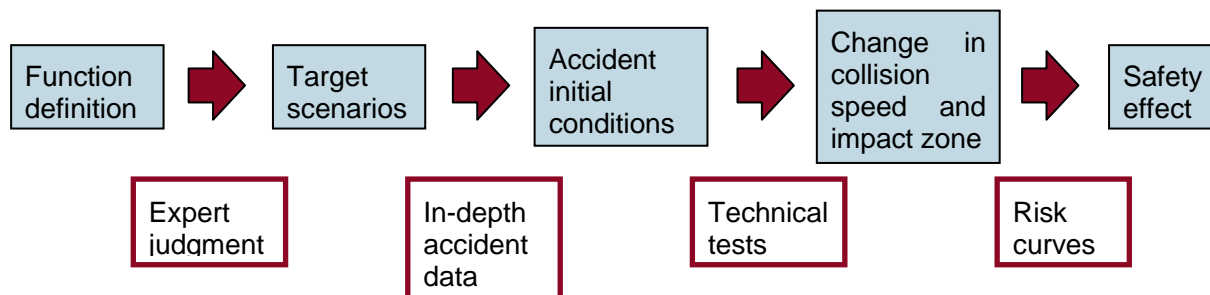 Function
definition
Target
scenarios
Accident
initial
conditions
Change in
collision
speed and
impact zone
Safety
effect
Expert
judgment
In-depth
accident
data
Technical
tests
Risk
curves